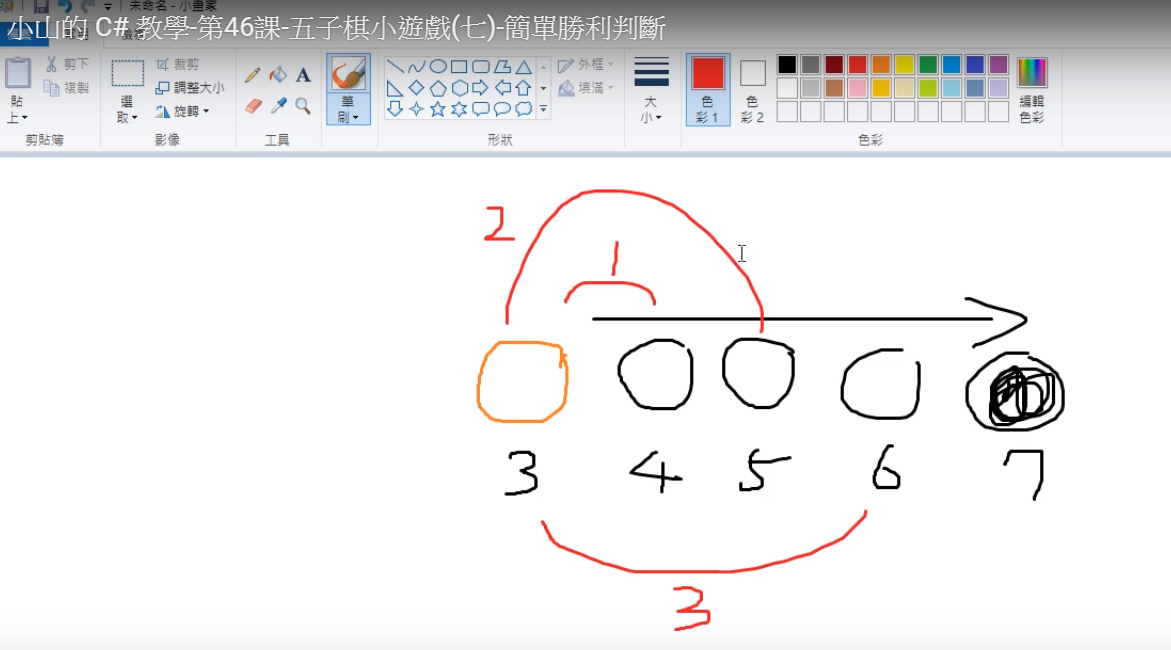 未命名 - 小畫家
小山的 C# 教學-第46課-五子棋小遊戲(七)-簡單勝利判斷
剪下
複製
貼
上
剪貼簿
選
取
裁剪
調整大小
旋轉
影像
A
工具
筆
刷
外框
填滿
形狀
大
小
色
彩 1
色
彩 2
編輯
色彩
色彩
2
1
3 4 5 6 7
3